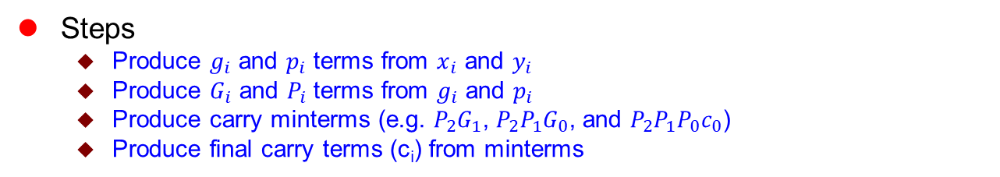 Steps
Produce $g_i$ and $p_i$ terms from $x_i$ and $y_i$
Produce $G_i$ and $P_i$ terms from $g_i$ and $p_i$
Produce carry minterms (e.g. $P_2G_1$, $P_2P_1G_0$, and $P_2P_1P_0c_0$)
Produce final carry terms (c$_i$) from minterms